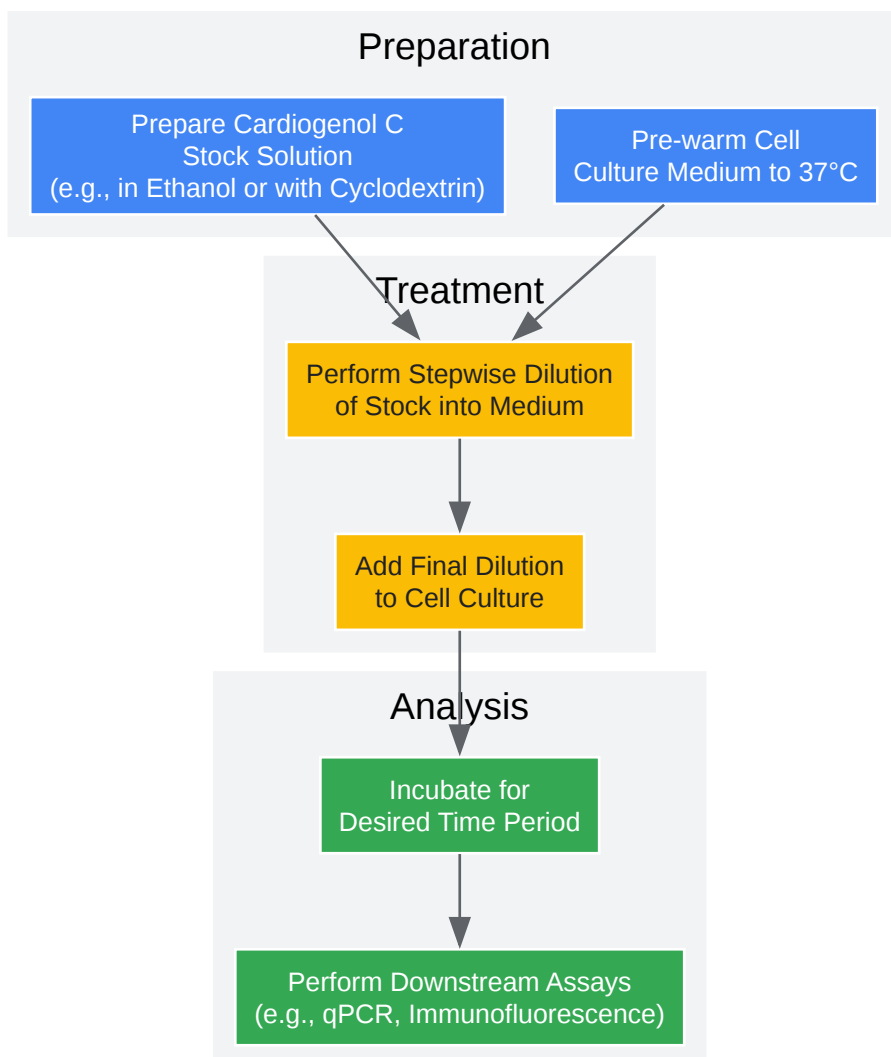 Preparation
Prepare Cardiogenol C
Stock Solution
(e.g., in Ethanol or with Cyclodextrin)
Pre-warm Cell
Culture Medium to 37°C
Treatment
Perform Stepwise Dilution
of Stock into Medium
Add Final Dilution
to Cell Culture
Analysis
Incubate for
Desired Time Period
Perform Downstream Assays
(e.g., qPCR, Immunofluorescence)